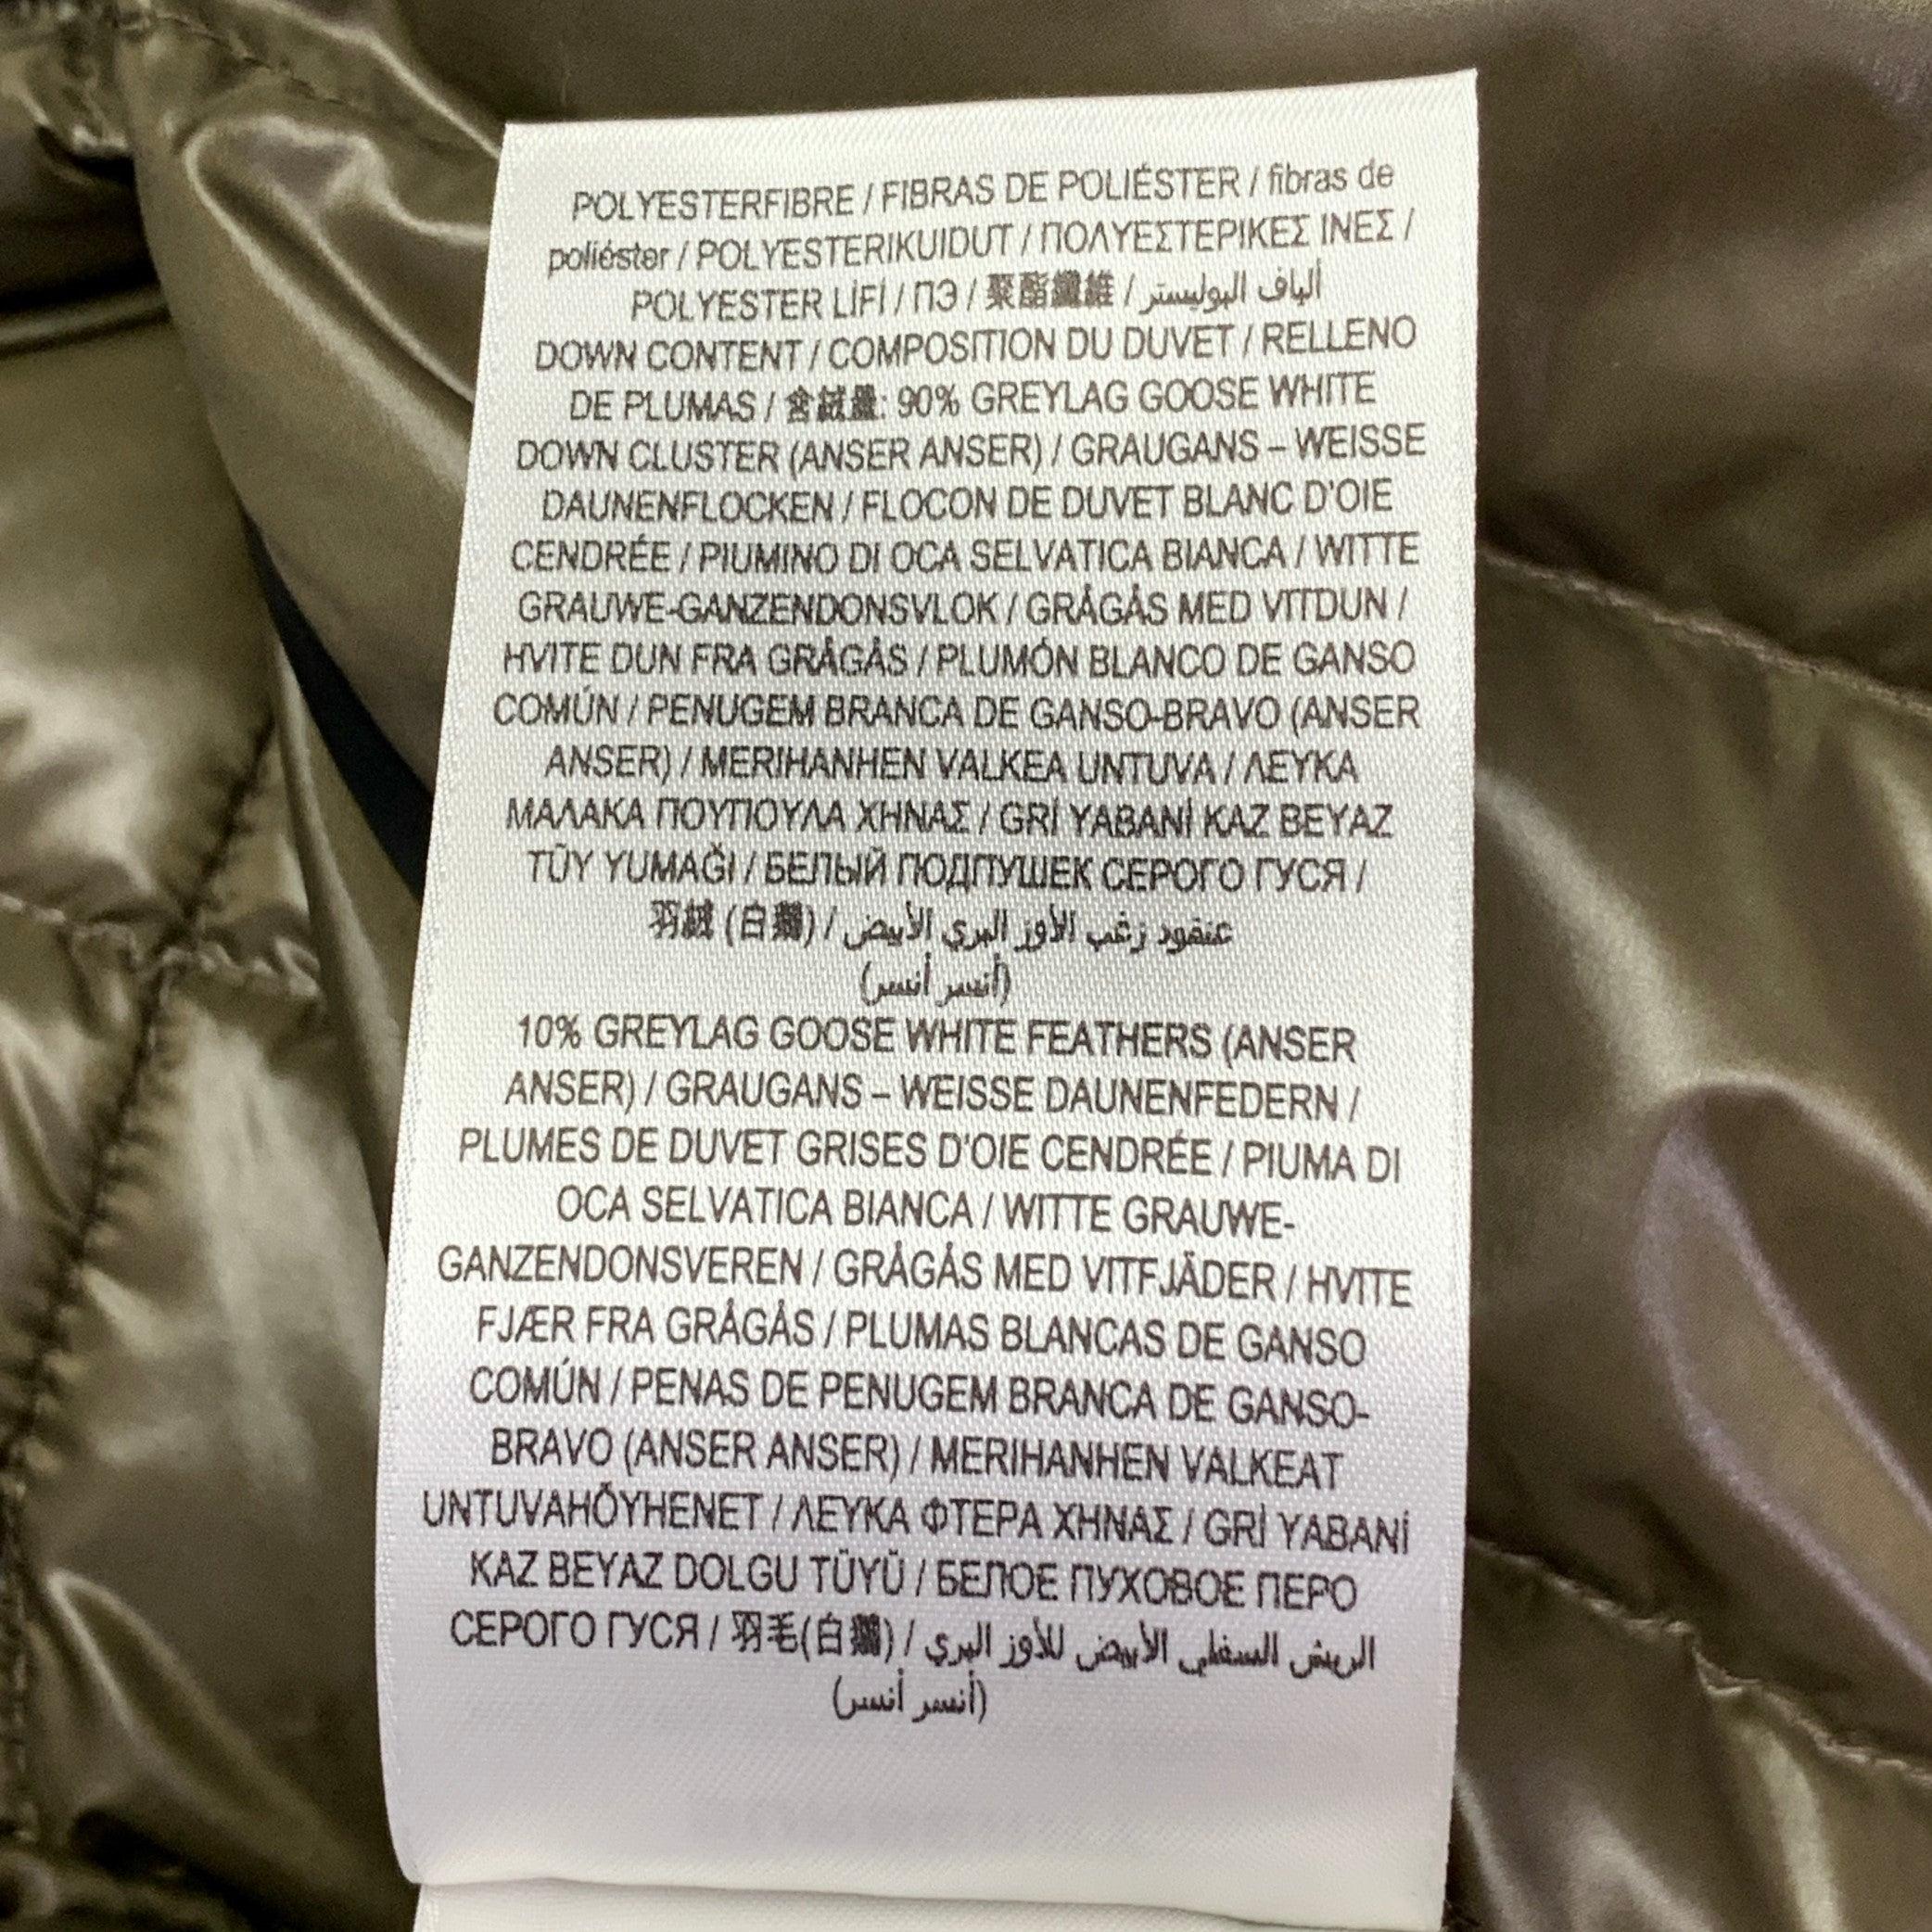 POLYESTERFIBRE / FIBRAS DE POLIÉSTER / fibras de
poliéster / POLYESTERIKUIDUT / ΠΟΛΥΕΣΤΕΡΙΚΕΣ ΙΝΕΣ /
POLYESTER LİFİ / ПЭ / 聚酯纖維 / ألياف البوليستر
DOWN CONTENT / COMPOSITION DU DUVET / RELLENO
DE PLUMAS / 含絨量: 90% GREYLAG GOOSE WHITE
DOWN CLUSTER (ANSER ANSER) / GRAUGANS – WEISSE
DAUNENFLOCKEN / FLOCON DE DUVET BLANC D'OIE
CENDRÉE / PIUMINO DI OCA SELVATICA BIANCA / WITTE
GRAUWE-GANZENDONSVLOK / GRÅGÅS MED VITDUN /
HVITE DUN FRA GRÅGÅS / PLUMÓN BLANCO DE GANSO
COMÚN / PENUGEM BRANCA DE GANSO-BRAVO (ANSER
ANSER) / MERIHANHEN VALKEA UNTUVA / ΛΕΥΚΑ
ΜΑΛΑΚΑ ΠΟΥΠΟΥΛΑ ΧΗΝΑΣ / GRİ YABANİ KAZ BEYAZ
TÜY YUMAĞI / БЕЛЫЙ ПОДПУШЕК СЕРОГО ГУСЯ /
羽絨 (白鵝) / عنقود زغب الأوز البري الأبيض
(أنسر أنسر)
10% GREYLAG GOOSE WHITE FEATHERS (ANSER
ANSER) / GRAUGANS – WEISSE DAUNENFEDERN /
PLUMES DE DUVET GRISES D'OIE CENDRÉE / PIUMA DI
OCA SELVATICA BIANCA / WITTE GRAUWE-
GANZENDONSVEREN / GRÅGÅS MED VITFJÄDER / HVITE
FJÆR FRA GRÅGÅS / PLUMAS BLANCAS DE GANSO
COMÚN / PENAS DE PENUGEM BRANCA DE GANSO-
BRAVO (ANSER ANSER) / MERIHANHEN VALKEAT
UNTUVAHÖYHENET / ΛΕΥΚΑ ΦΤΕΡΑ ΧΗΝΑΣ / GRİ YABANİ
KAZ BEYAZ DOLGU TÜYÜ / БЕЛОЕ ПУХОВОЕ ПЕРО
СЕРОГО ГУСЯ / 羽毛(白鵝) / الريش السفلي الأبيض للأوز البري
(أنسر أنسر)